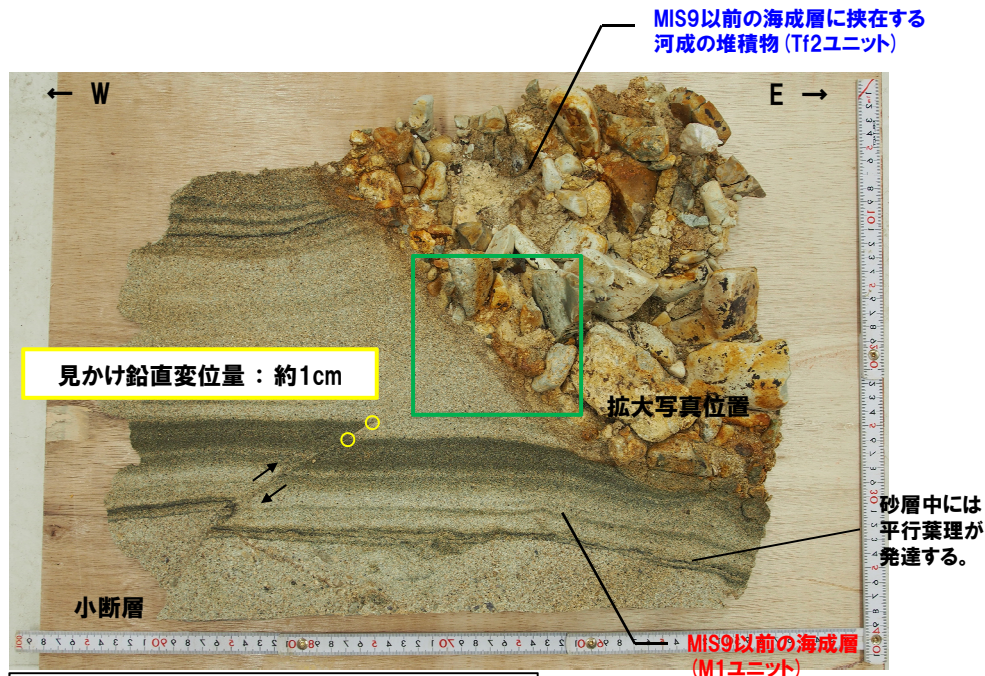 MIS9以前の海成層に挟在する
河成の堆積物(Tf2ユニット)
← W
E →
見かけ鉛直変位量 : 約1cm
拡大写真位置
砂層中には
平行葉理が
発達する。
小断層
MIS9以前の海成層
(M1ユニット)